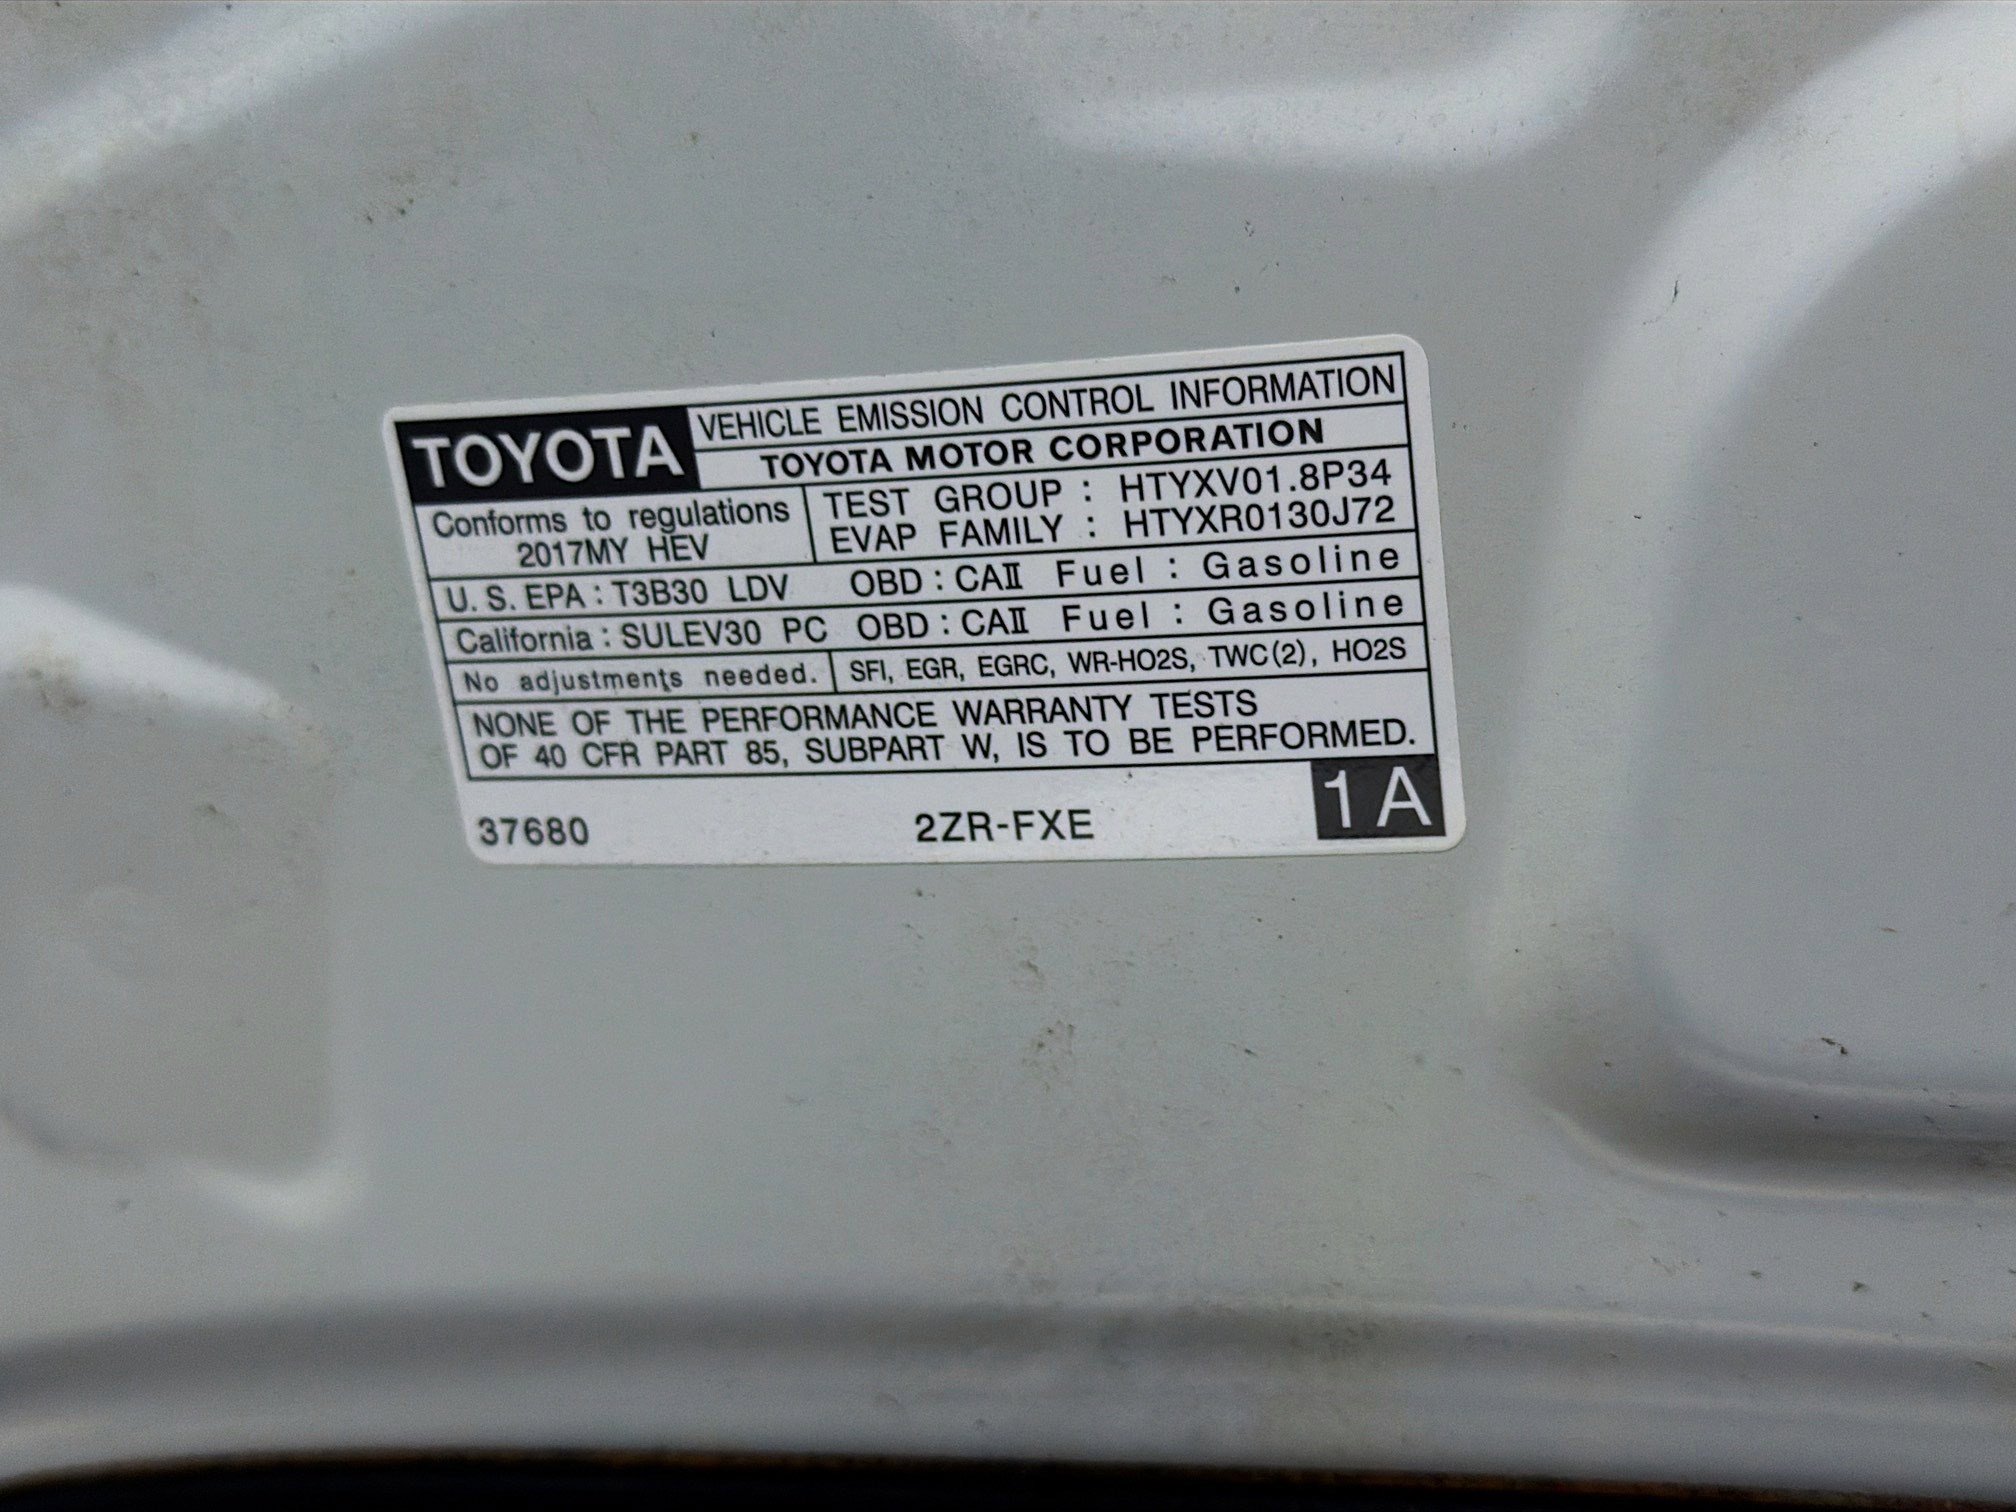 TOYOTA VEHICLE EMISSION CONTROL INFORMATION
TOYOTA MOTOR CORPORATION
Conforms to regulations
2017MY HEV
TEST GROUP : HTYXV01.8P34
EVAP FAMILY : HTYXR0130J72
U.S. EPA : T3B30 LDV OBD : CAⅡ Fuel : Gasoline
California : SULEV30 PC OBD : CAⅡ Fuel : Gasoline
No adjustments needed. SFI, EGR, EGRC, WR-HO2S, TWC(2), HO2S
NONE OF THE PERFORMANCE WARRANTY TESTS
OF 40 CFR PART 85, SUBPART W, IS TO BE PERFORMED.
37680 2ZR-FXE 1A